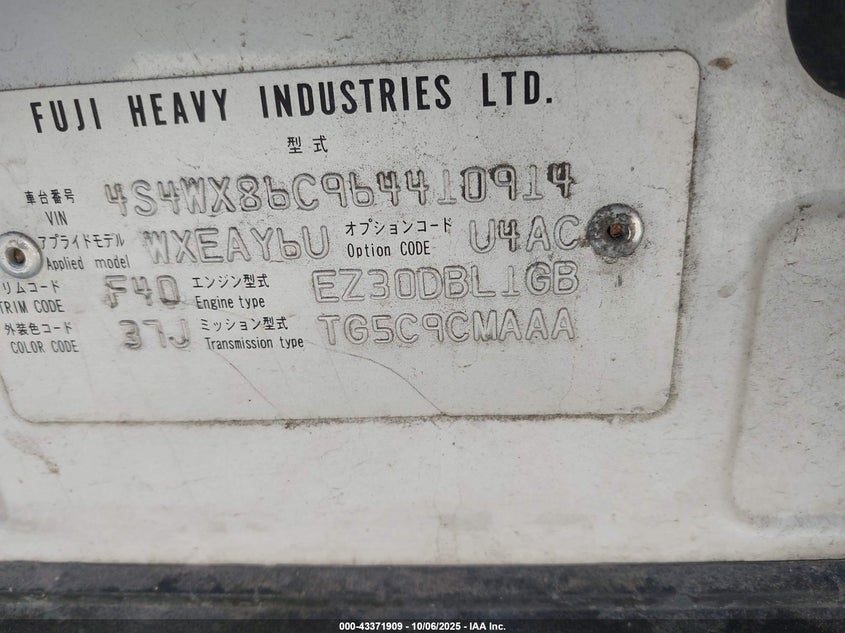 FUJI HEAVY INDUSTRIES LTD.
型式
車台番号 VIN 4S4WX86C964410914
アプライドモデル Applied model WXEAY6U オプションコード Option CODE U4AC
リムコード TRIM CODE F40 エンジン型式 Engine type EZ30DBL1GB
外装色コード COLOR CODE 37J ミッション型式 Transmission type TG5C9CMAAA
000-43371909 - 10/06/2025 - IAA Inc.